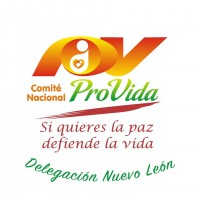 Comité
Nacional ProVida
Si quieres la paz
defiende la vida
Delegación Nuevo León